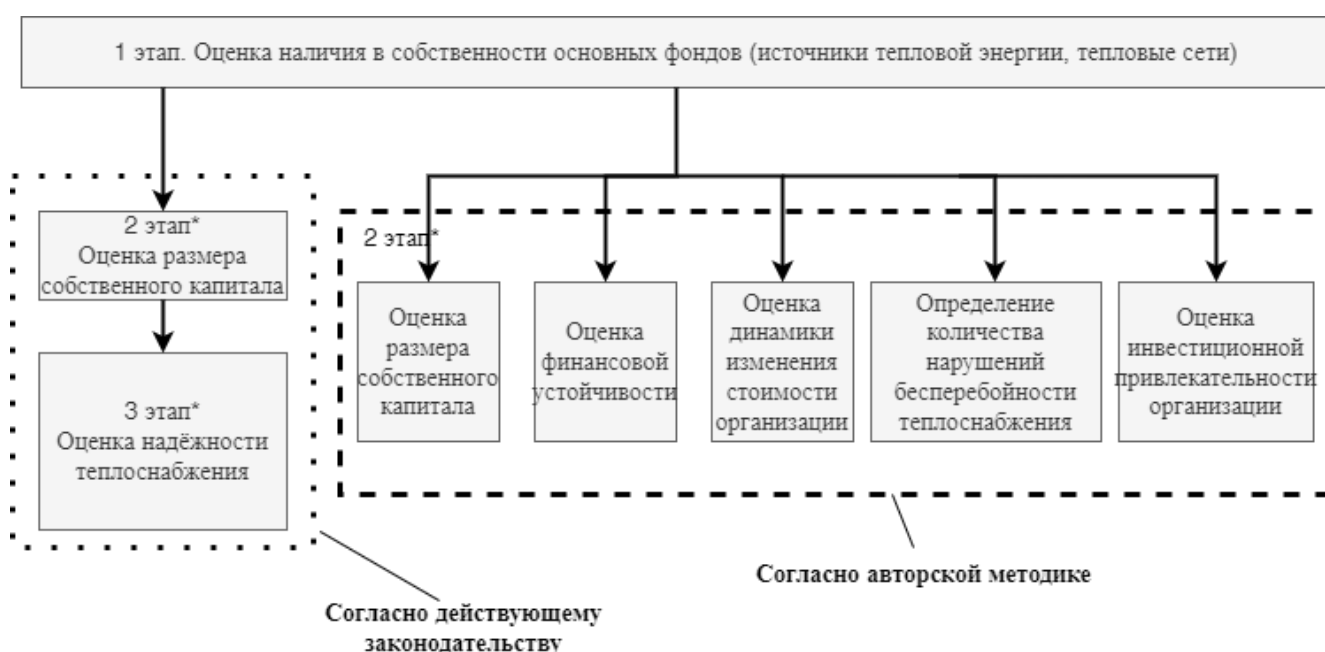 1 этап. Оценка наличия в собственности основных фондов (источники тепловой энергии, тепловые сети)
2 этап*
Оценка размера
собственного капитала
3 этап*
Оценка надёжности
теплоснабжения
2 этап*
Оценка
размера
собственного
капитала
Оценка
финансовой
устойчивости
Оценка
динамики
изменения
стоимости
организации
Определение
количества
нарушений
бесперебойности
теплоснабжения
Оценка
инвестиционной
привлекательности
организации
Согласно авторской методике
Согласно действующему
законодательству